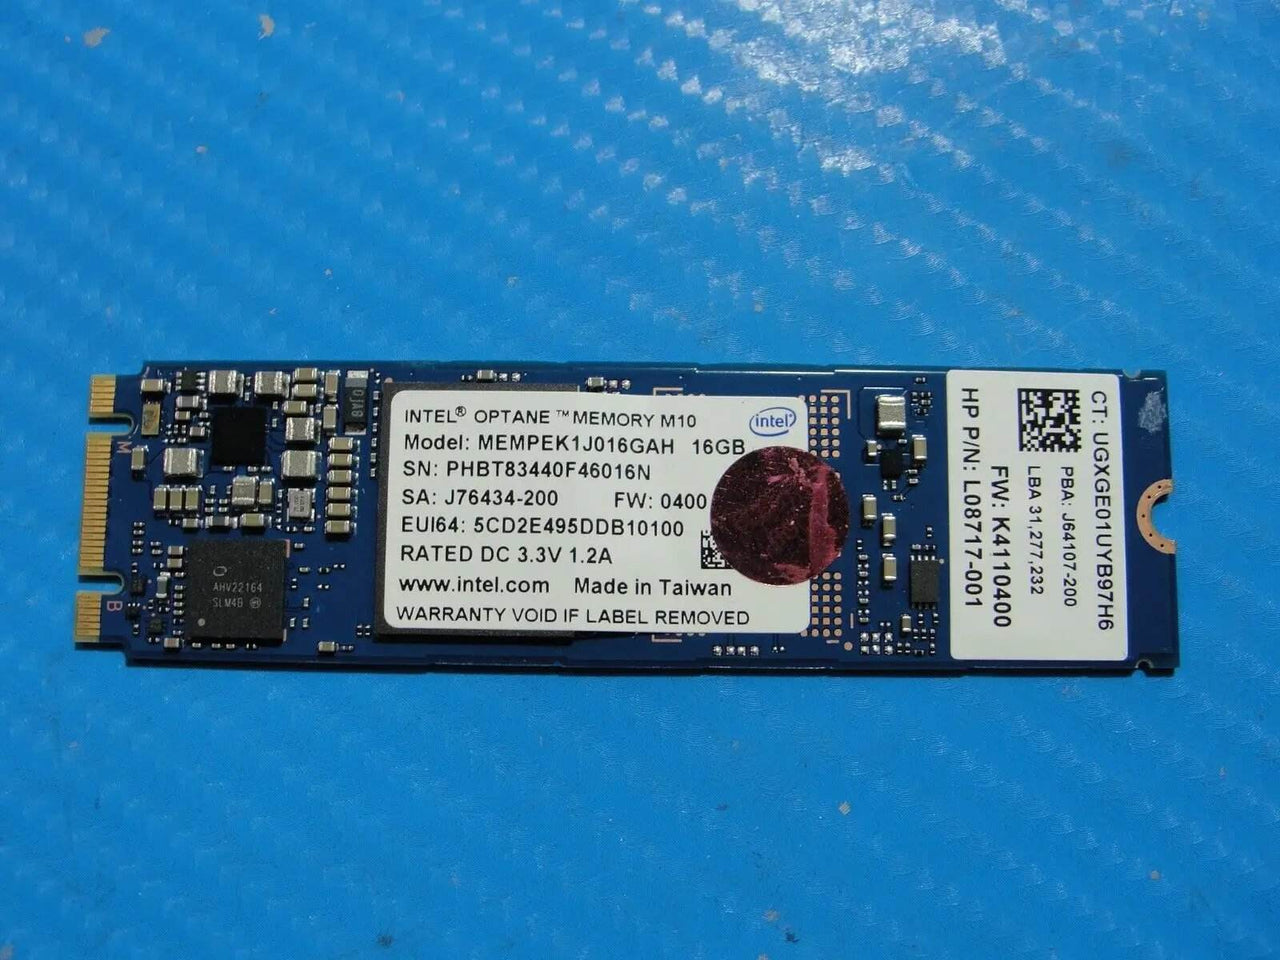 INTEL® OPTANE™ MEMORY M10
intel
Model: MEMPEK1J016GAH 16GB
SN: PHBT83440F46016N
SA: J76434-200 FW: 0400
EUI64: 5CD2E495DDB10100
RATED DC 3.3V 1.2A
www.intel.com Made in Taiwan
WARRANTY VOID IF LABEL REMOVED
CT: UGXGE01UYB97H6
PBA: J64107-200
LBA 31,277,232
FW: K4110400
HP P/N: L08717-001
AHV22164
SLM4B
M
B